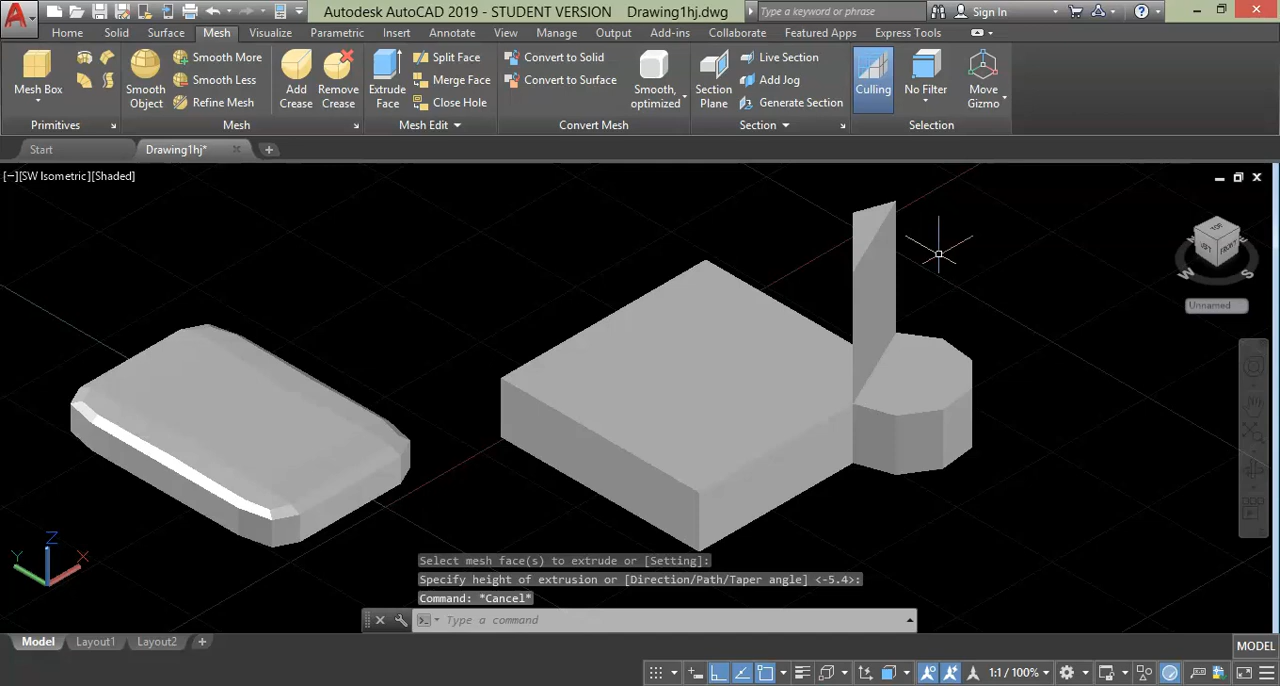 Autodesk AutoCAD 2019 - STUDENT VERSION Drawing1hj.dwg
Type a keyword or phrase
Sign In
Home Solid Surface Mesh Visualize Parametric Insert Annotate View Manage Output Add-ins Collaborate Featured Apps Express Tools
Mesh Box
Primitives
Smooth Object
Smooth More
Smooth Less
Refine Mesh
Add Crease
Remove Crease
Mesh
Extrude Face
Split Face
Merge Face
Close Hole
Mesh Edit
Convert to Solid
Convert to Surface
Smooth, optimized
Convert Mesh
Section Plane
Live Section
Add Jog
Generate Section
Section
Culling
No Filter
Move Gizmo
Selection
Start
Drawing1hj*
[−][SW Isometric][Shaded]
TOP
LEFT
FRONT
W
S
Unnamed
Z
Y
X
Select mesh face(s) to extrude or [Setting]:
Specify height of extrusion or [Direction/Path/Taper angle] <-5.4>:
Command: *Cancel*
Type a command
Model Layout1 Layout2
MODEL
1:1 / 100%